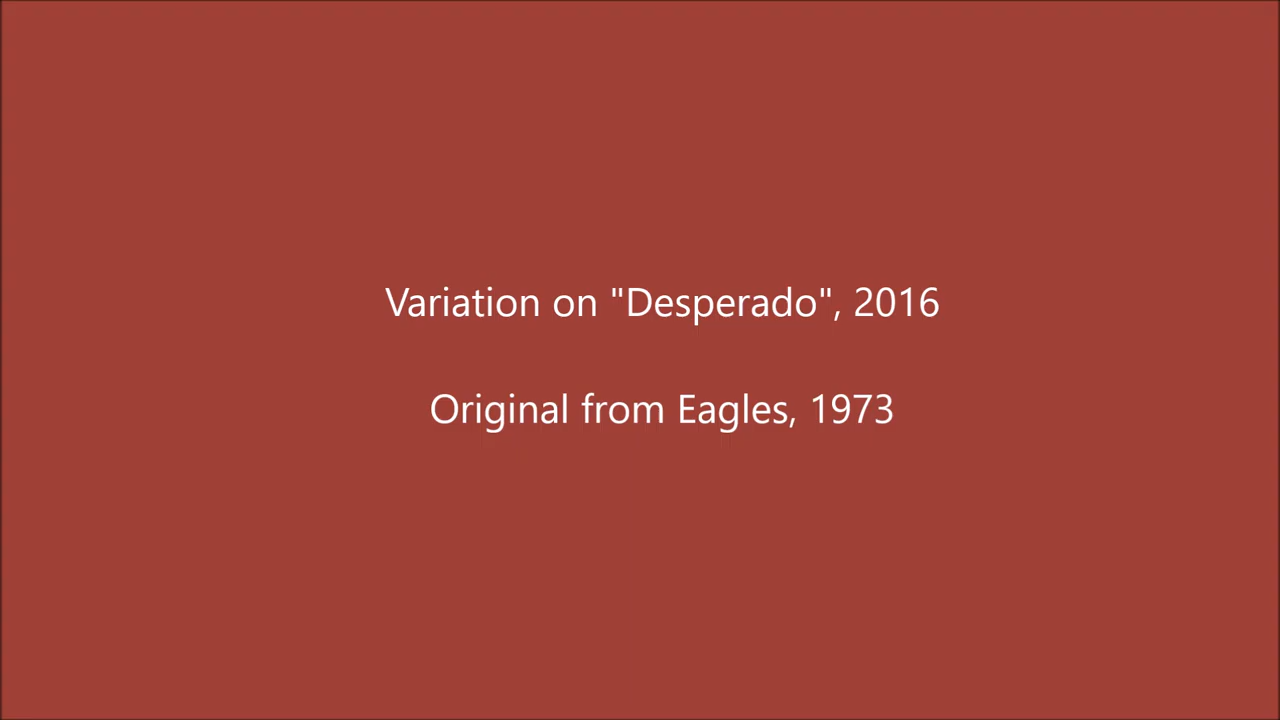 Variation on "Desperado", 2016
Original from Eagles, 1973